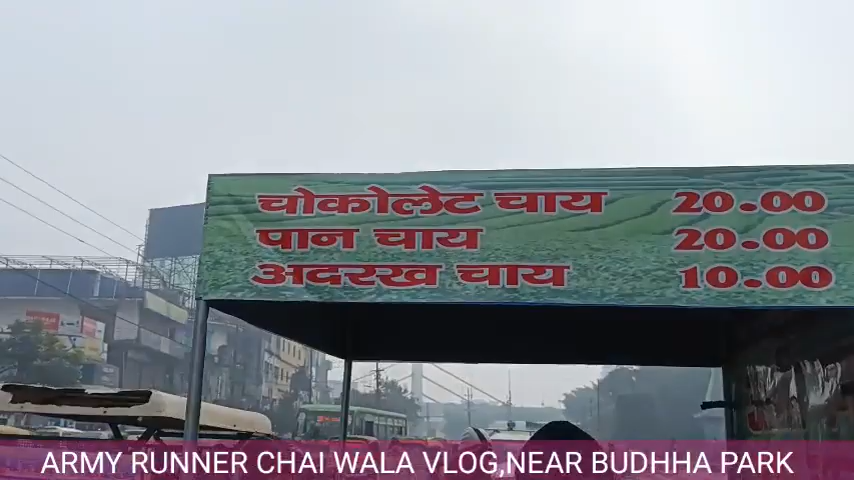 चोकोलेट चाय 20.00
पान चाय 20.00
अदरख चाय 10.00
ARMY RUNNER CHAI WALA VLOG,NEAR BUDHHA PARK